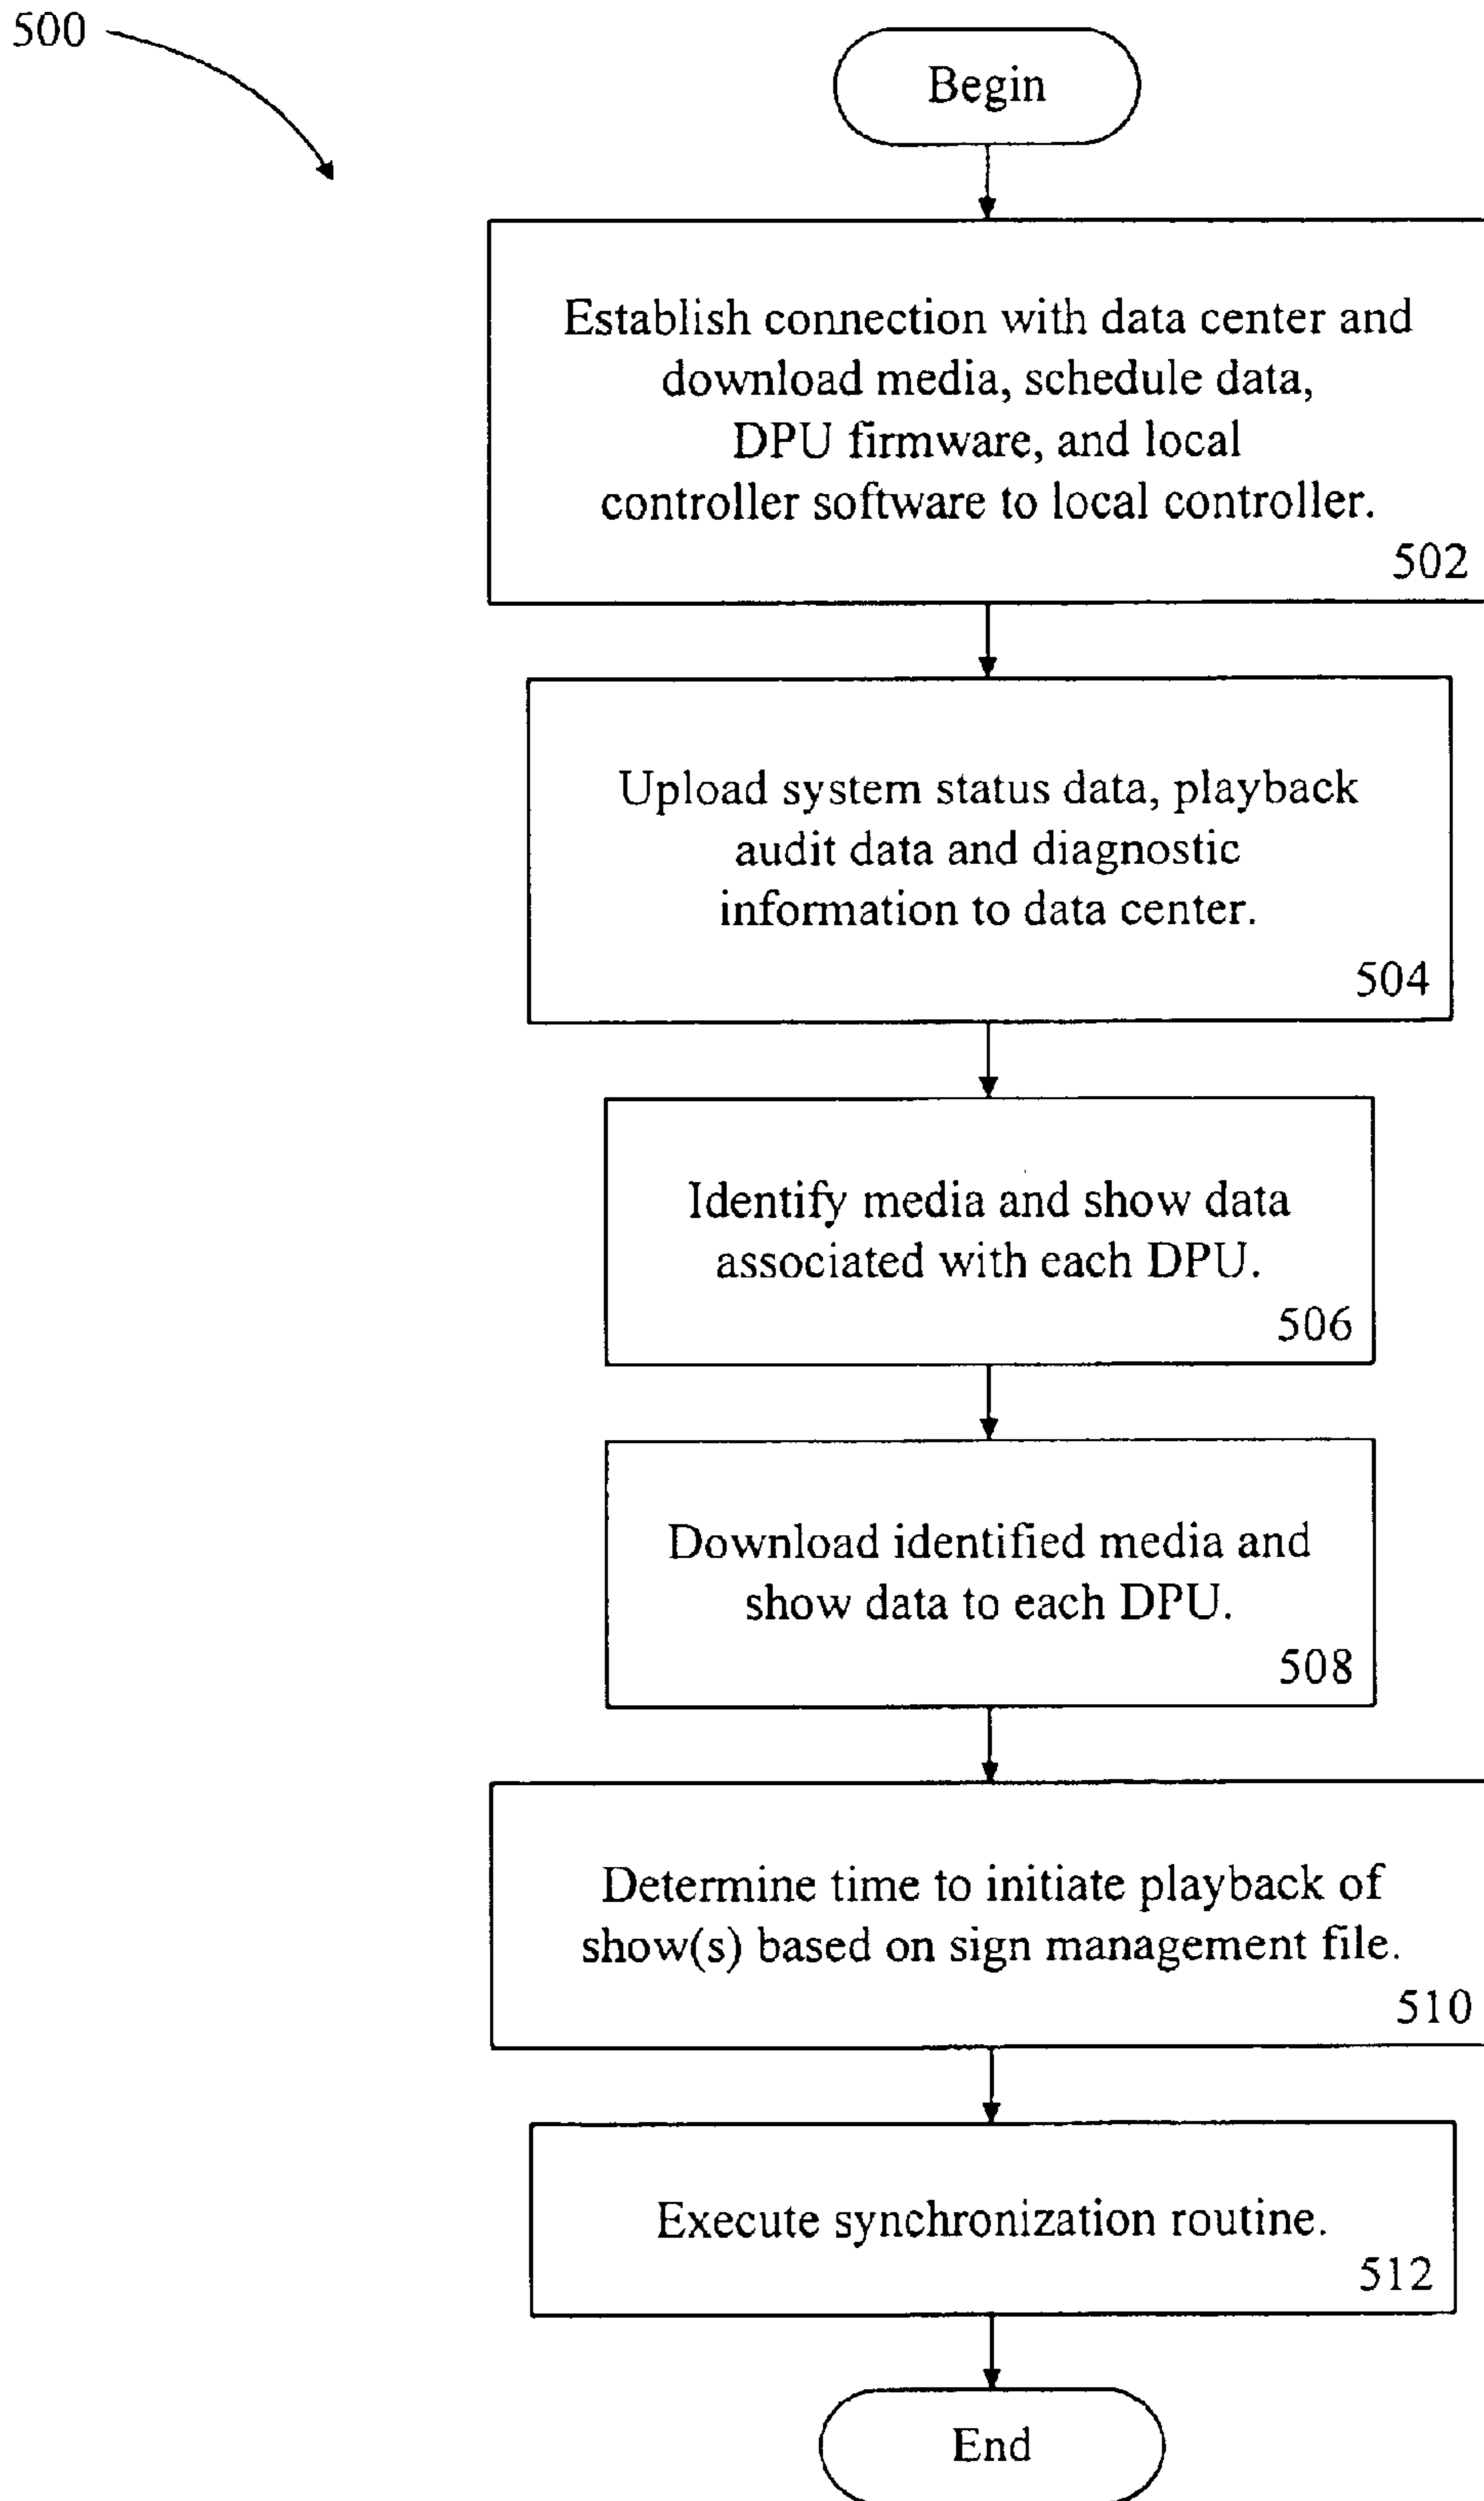 500
Begin
Establish connection with data center and
download media, schedule data,
DPU firmware, and local
controller software to local controller.
502
Upload system status data, playback
audit data and diagnostic
information to data center.
504
Identify media and show data
associated with each DPU.
506
Download identified media and
show data to each DPU.
508
Determine time to initiate playback of
show(s) based on sign management file.
510
Execute synchronization routine.
512
End